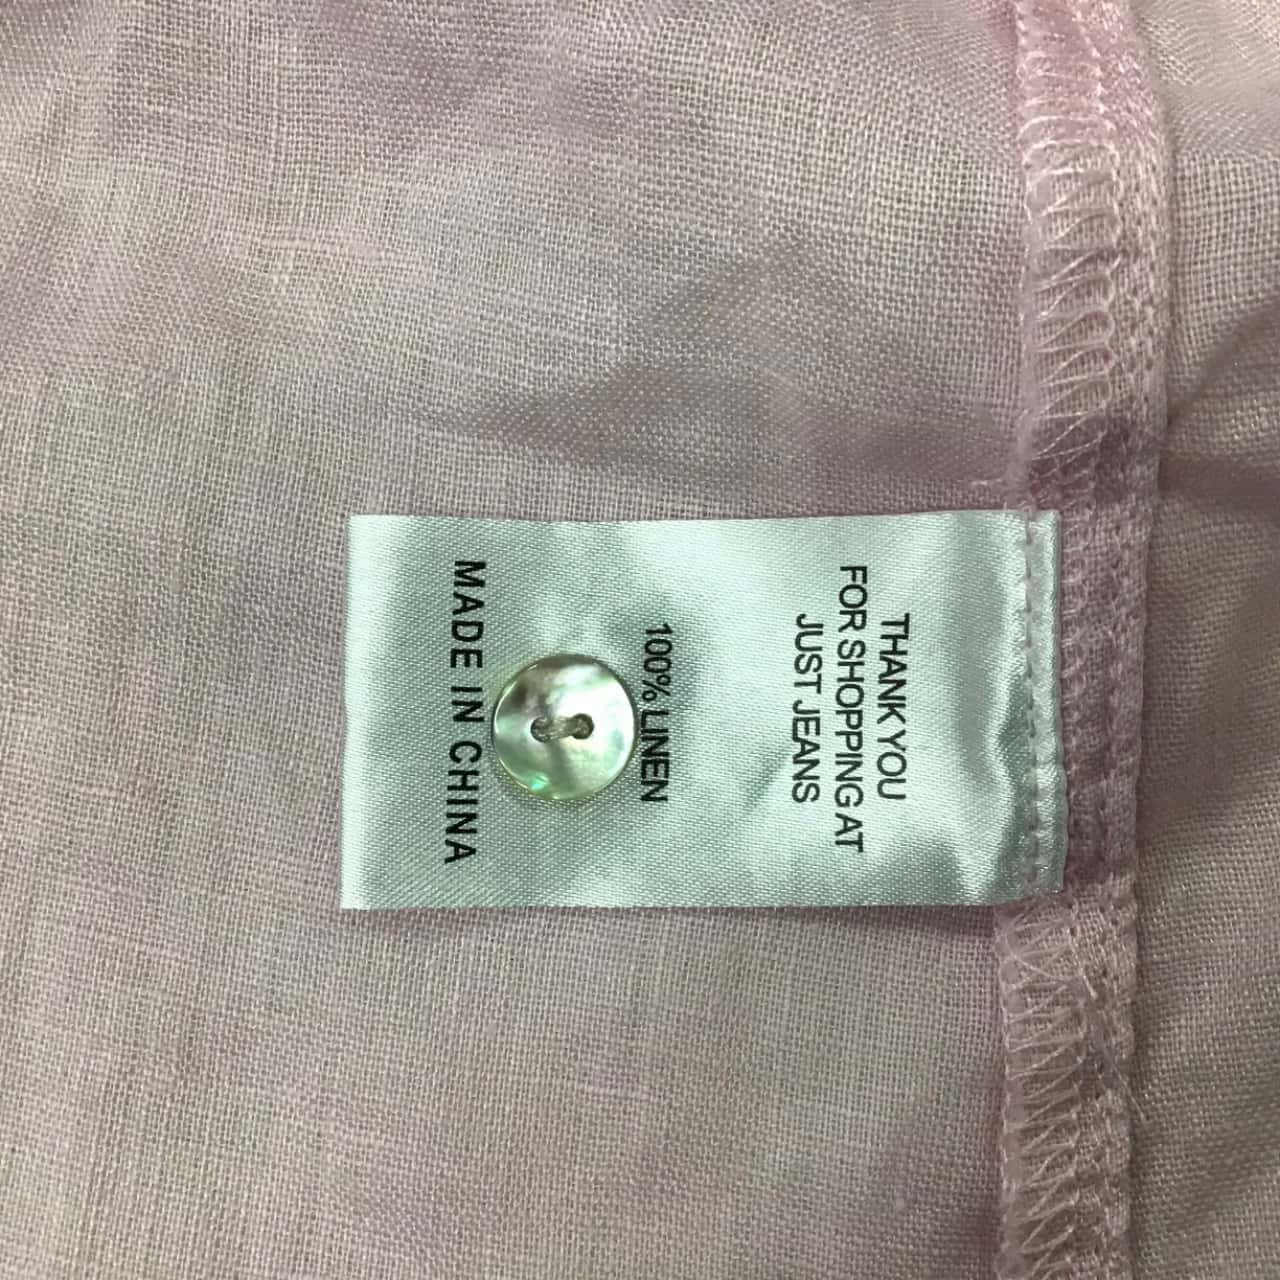 THANK YOU
FOR SHOPPING AT
JUST JEANS
100% LINEN
MADE IN CHINA